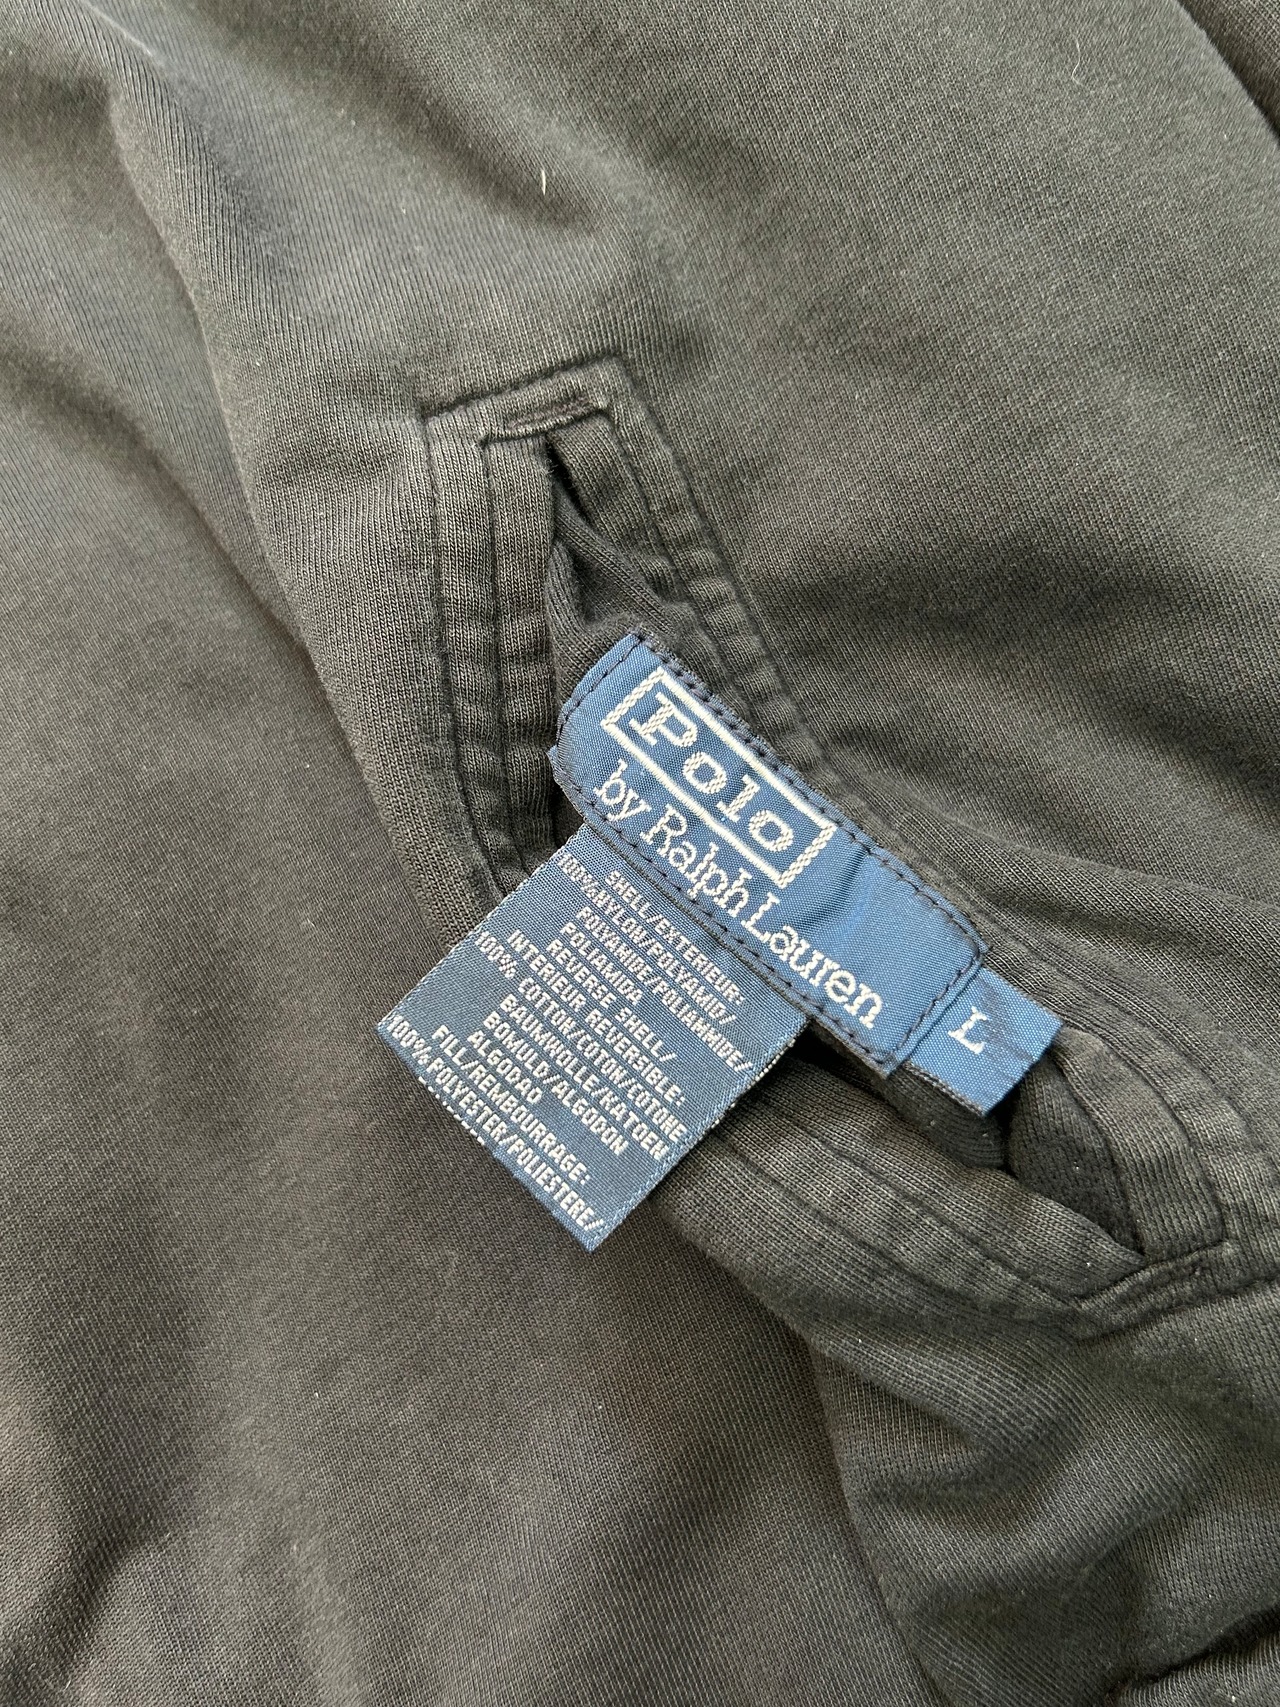 Polo
by Ralph Lauren
L
SHELL/EXTERIEUR:
100% NYLON/POLYAMID/
POLYAMIDE/POLIAMMIDE/
POLIAMIDA
REVERSE SHELL/
INTERIEUR REVERSIBLE:
100% COTTON/COTONE
BAUMWOLLE/KATOEN
BOMULD/ALGODON
ALGODAO
FILL/REMBOURRAGE:
100% POLYESTER/POLIESTERE/